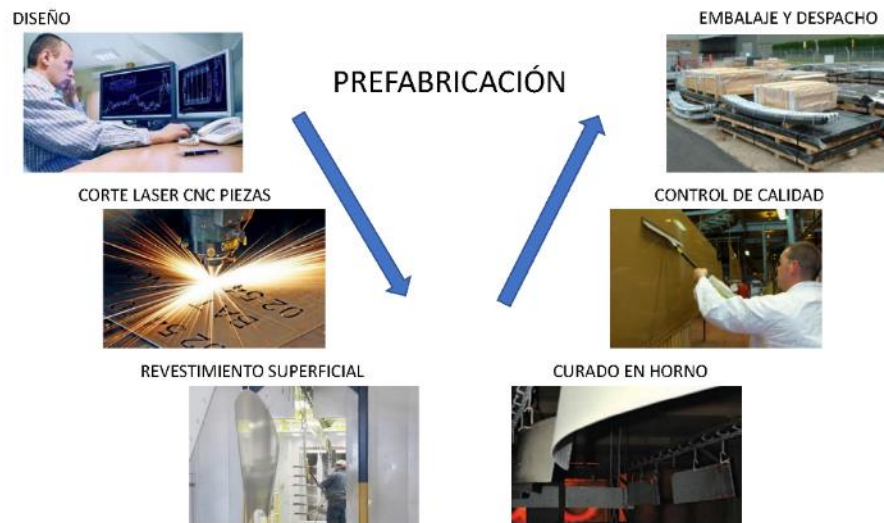 DISEÑO
EMBALAJE Y DESPACHO
PREFABRICACIÓN
CORTE LASER CNC PIEZAS
CONTROL DE CALIDAD
REVESTIMIENTO SUPERFICIAL
CURADO EN HORNO